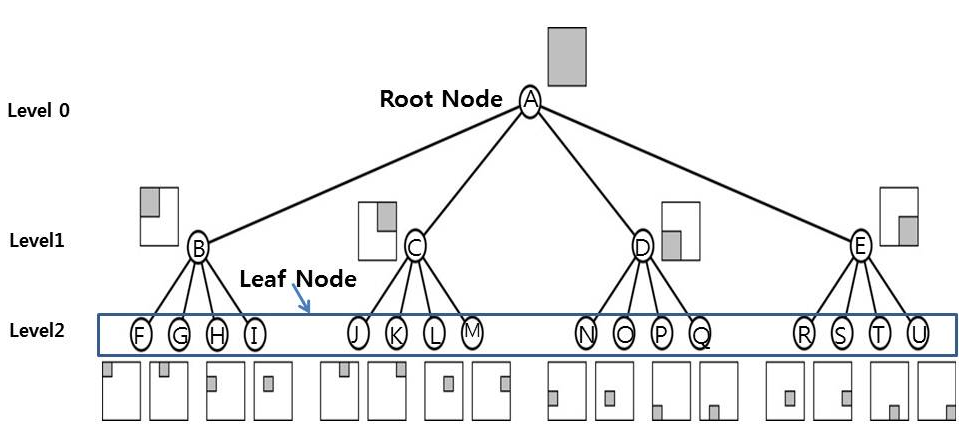 Level 0
Root Node
A
Level1
B
C
D
E
Leaf Node
Level2
F G H I J K L M N O P Q R S T U